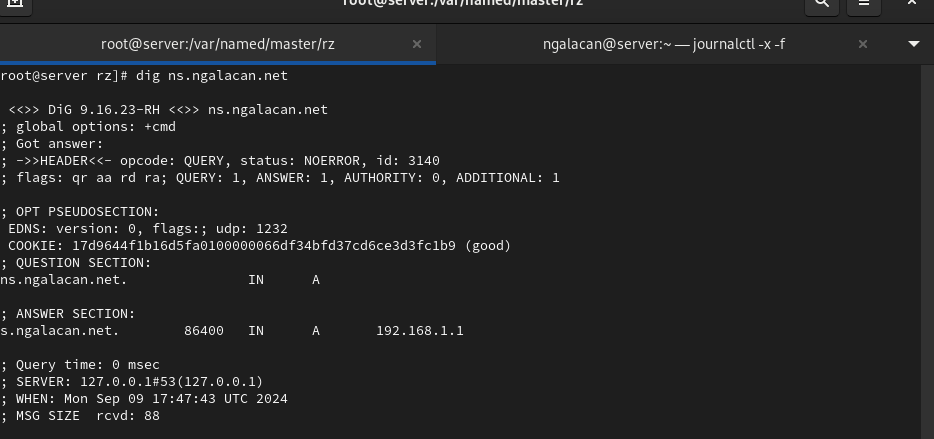 root@server:/var/named/master/rz
root@server:/var/named/master/rz × ngalacan@server:~ — journalctl -x -f ×
root@server rz]# dig ns.ngalacan.net
<<>> DiG 9.16.23-RH <<>> ns.ngalacan.net
; global options: +cmd
; Got answer:
; ->>HEADER<<- opcode: QUERY, status: NOERROR, id: 3140
; flags: qr aa rd ra; QUERY: 1, ANSWER: 1, AUTHORITY: 0, ADDITIONAL: 1
; OPT PSEUDOSECTION:
EDNS: version: 0, flags:; udp: 1232
COOKIE: 17d9644f1b16d5fa0100000066df34bfd37cd6ce3d3fc1b9 (good)
; QUESTION SECTION:
ns.ngalacan.net. IN A
; ANSWER SECTION:
s.ngalacan.net. 86400 IN A 192.168.1.1
; Query time: 0 msec
; SERVER: 127.0.0.1#53(127.0.0.1)
; WHEN: Mon Sep 09 17:47:43 UTC 2024
; MSG SIZE rcvd: 88